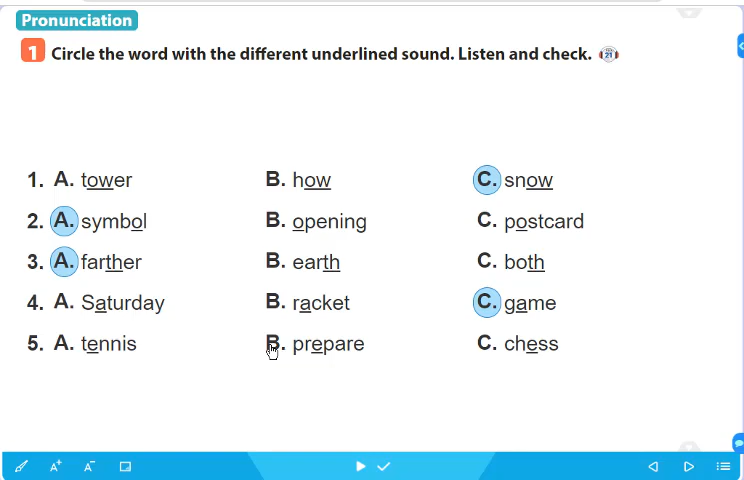 Pronunciation
1 Circle the word with the different underlined sound. Listen and check. 21
1. A. tower B. how C. snow
2. A. symbol B. opening C. postcard
3. A. farther B. earth C. both
4. A. Saturday B. racket C. game
5. A. tennis B. prepare C. chess
A+ A-